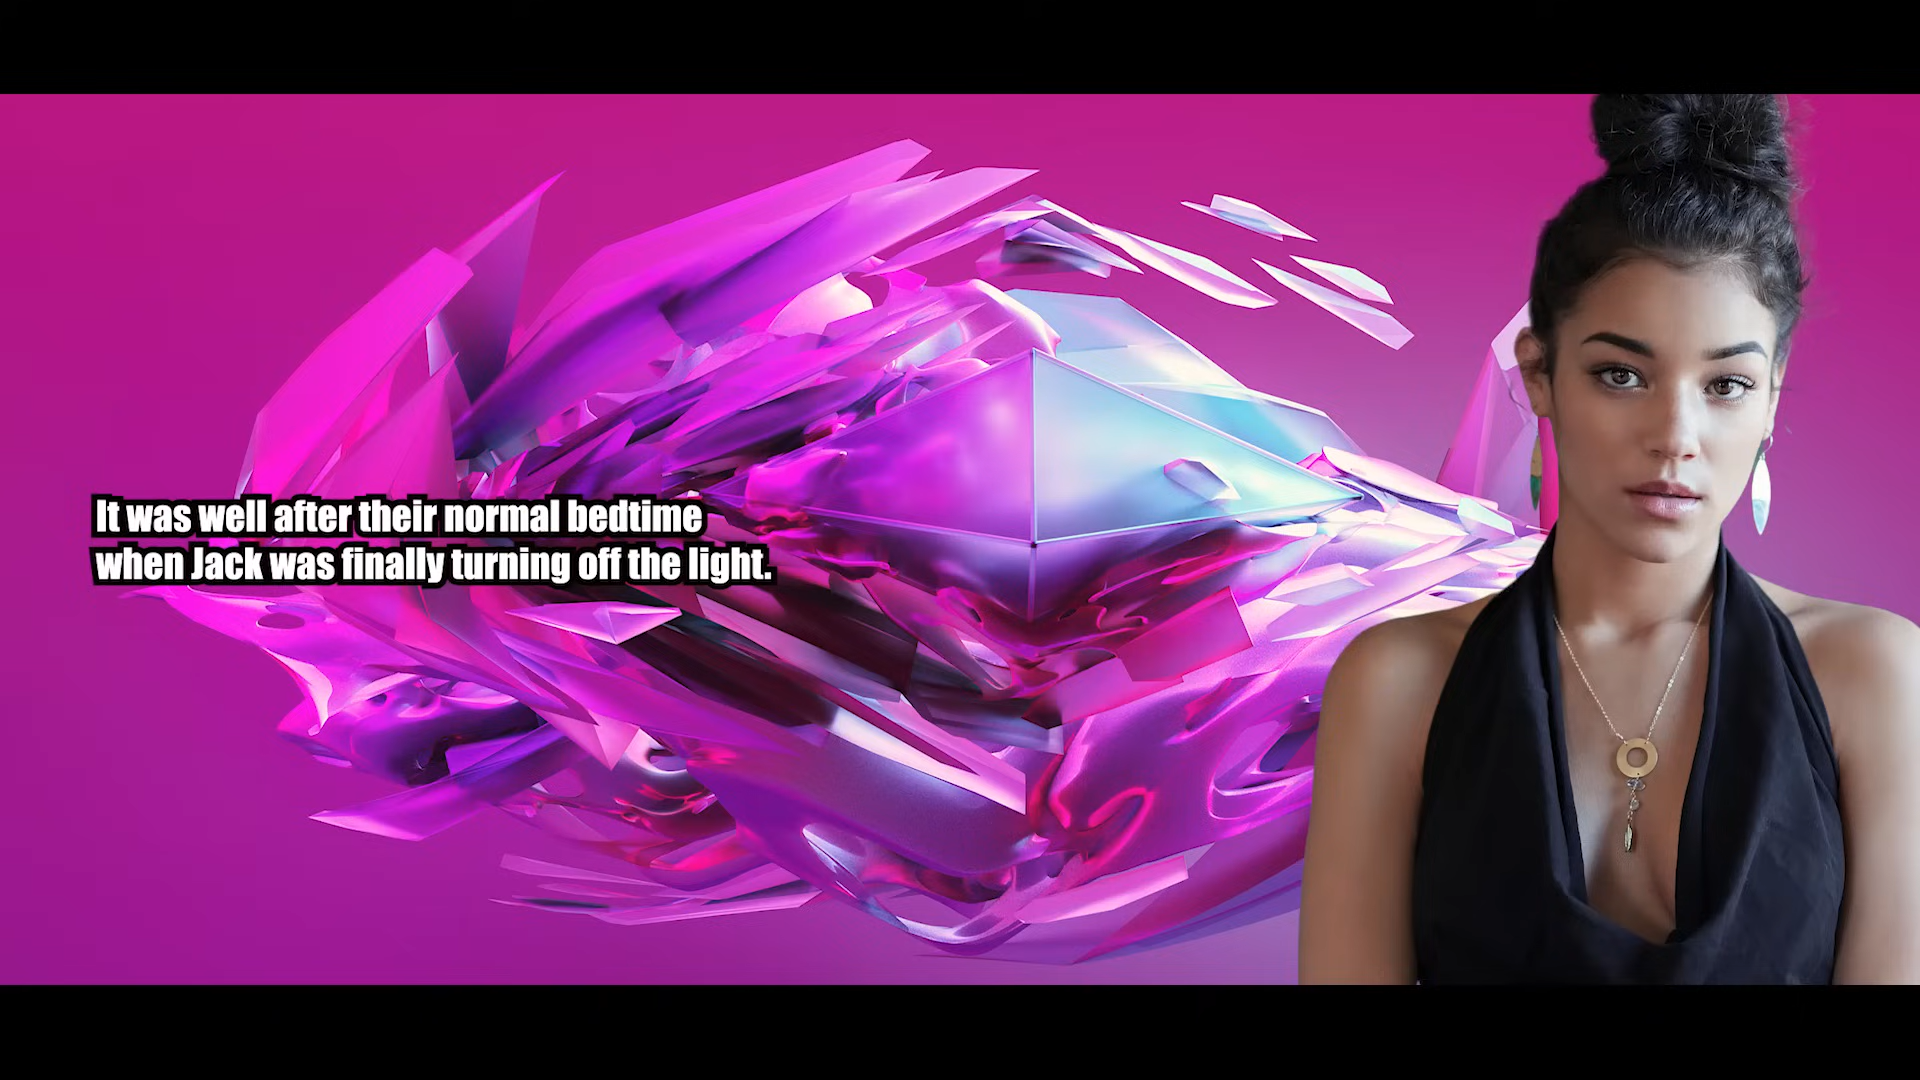 It was well after their normal bedtime
when Jack was finally turning off the light.